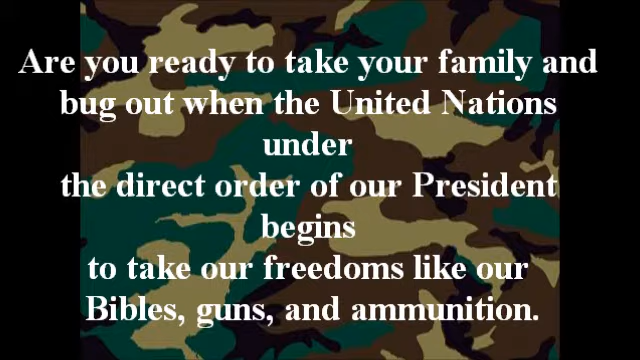 Are you ready to take your family and
bug out when the United Nations
under
the direct order of our President
begins
to take our freedoms like our
Bibles, guns, and ammunition.